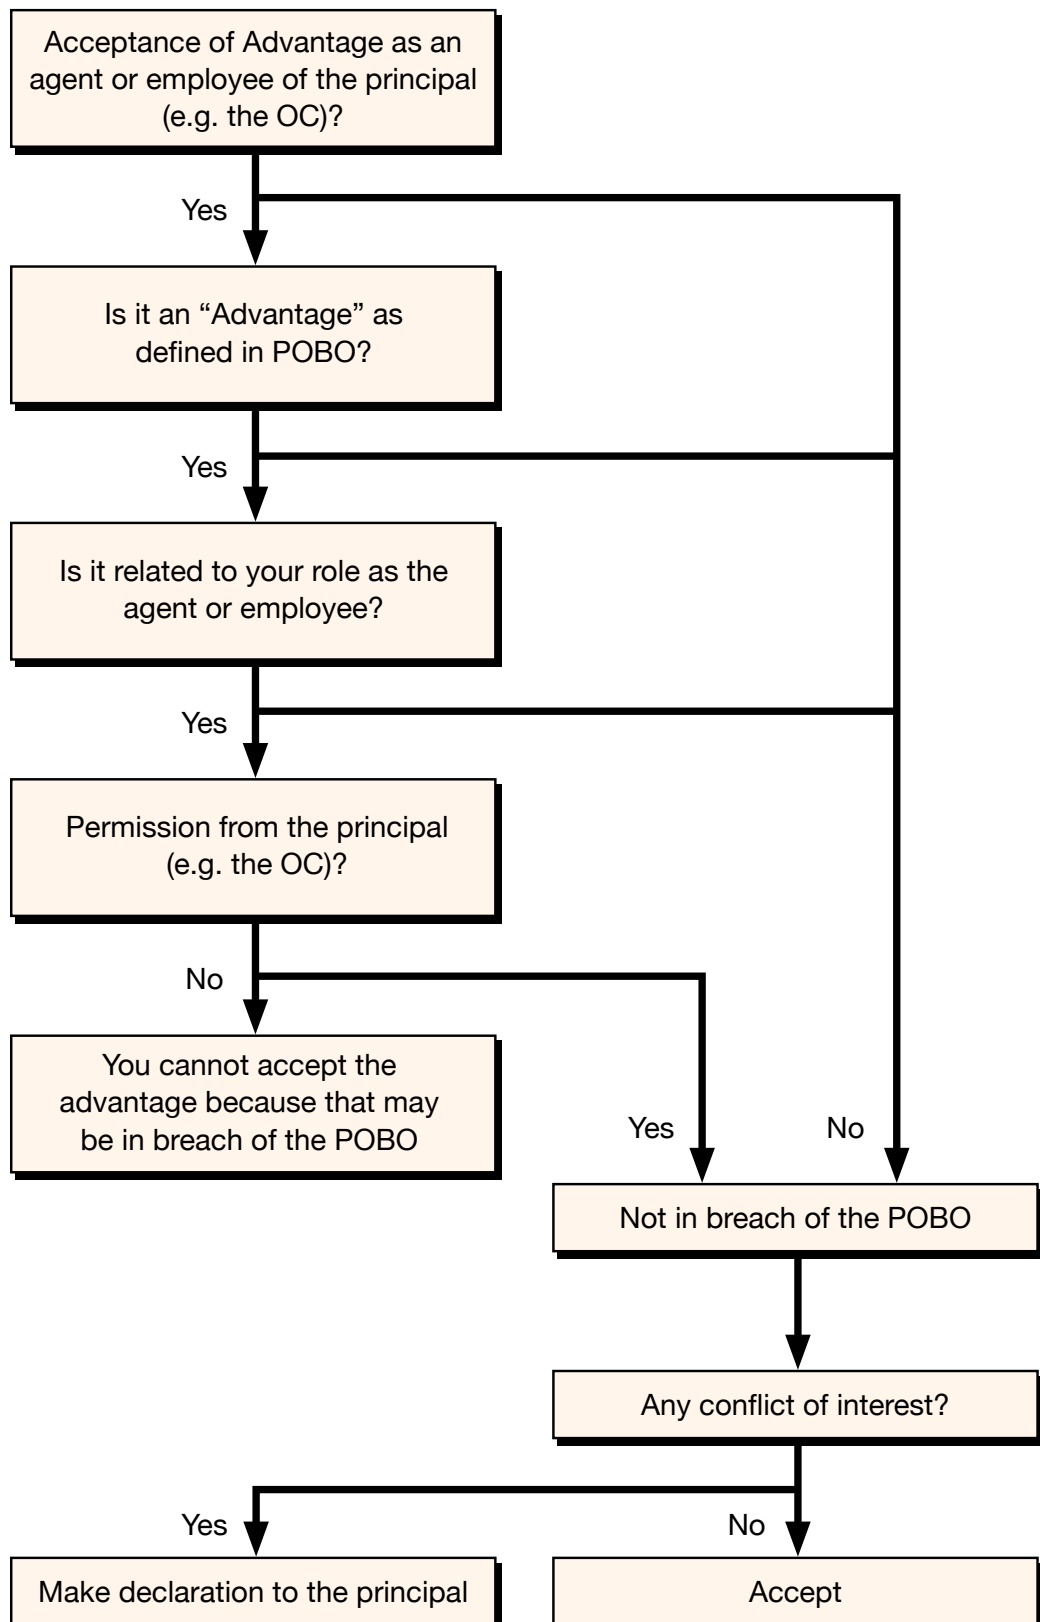 Acceptance of Advantage as an
agent or employee of the principal
(e.g. the OC)?
Yes
Is it an “Advantage” as
defined in POBO?
Yes
Is it related to your role as the
agent or employee?
Yes
Permission from the principal
(e.g. the OC)?
No
You cannot accept the
advantage because that may
be in breach of the POBO
Yes
No
Not in breach of the POBO
Any conflict of interest?
Yes
No
Make declaration to the principal
Accept